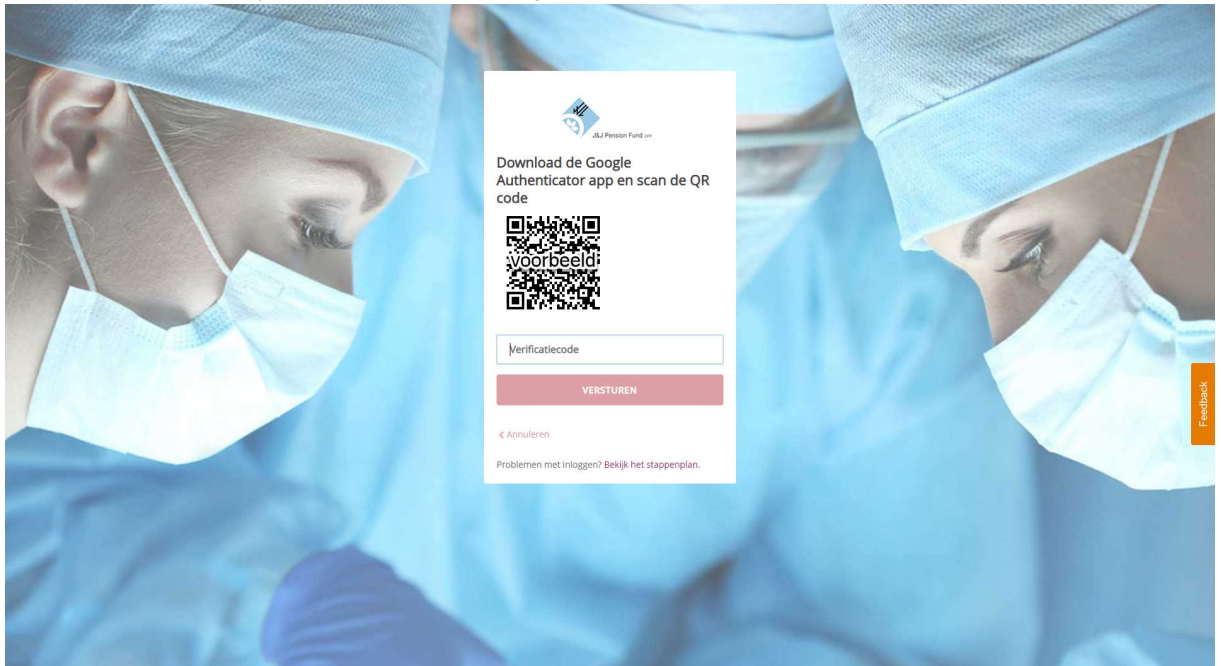 J&J Pension Fund OFP
Download de Google
Authenticator app en scan de QR
code
voorbeeld
Verificatiecode
VERSTUREN
< Annuleren
Problemen met inloggen? Bekijk het stappenplan.
Feedback